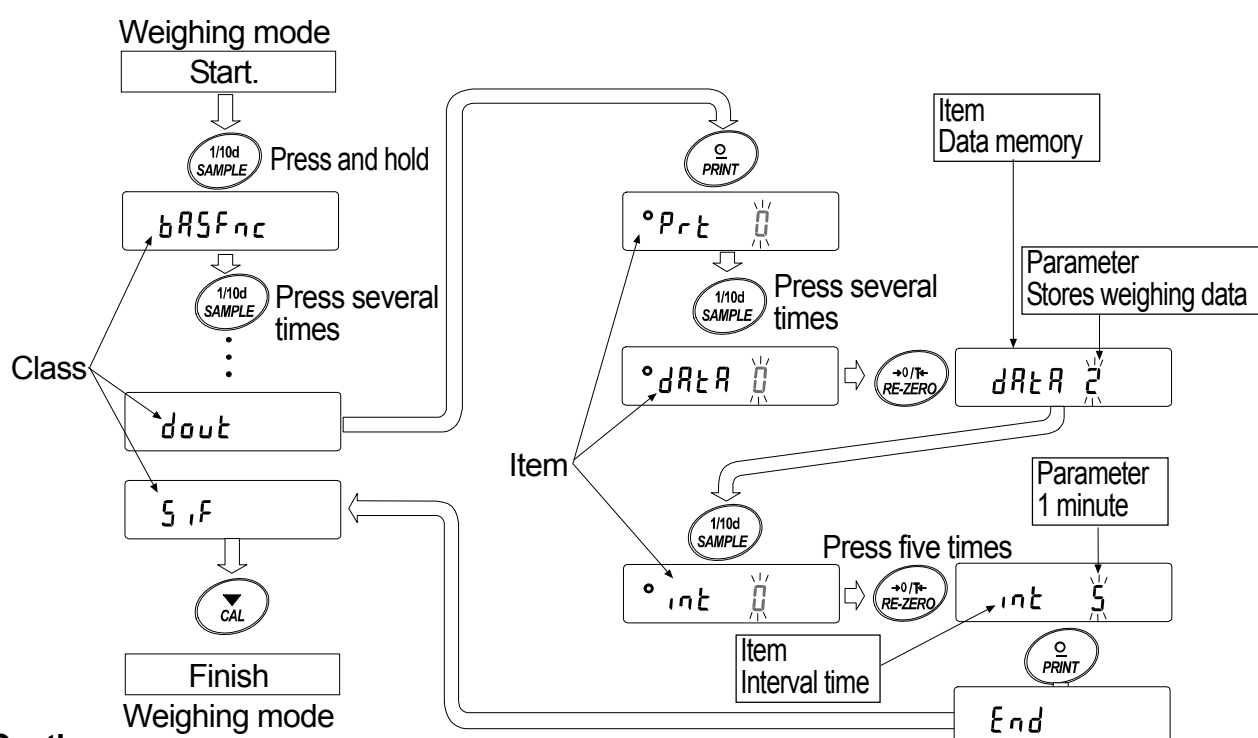 Weighing mode
Start.
1/10d
SAMPLE
Press and hold
bASFnc
1/10d
SAMPLE
Press several
times
Class
dout
SiF
CAL
Finish
Weighing mode
PRINT
Prt 0
1/10d
SAMPLE
Press several
times
dAtA 0
→0/T←
RE-ZERO
Item
Data memory
Parameter
Stores weighing data
dAtA 2
Item
1/10d
SAMPLE
int 0
Press five times
→0/T←
RE-ZERO
Parameter
1 minute
int 5
Item
Interval time
PRINT
End